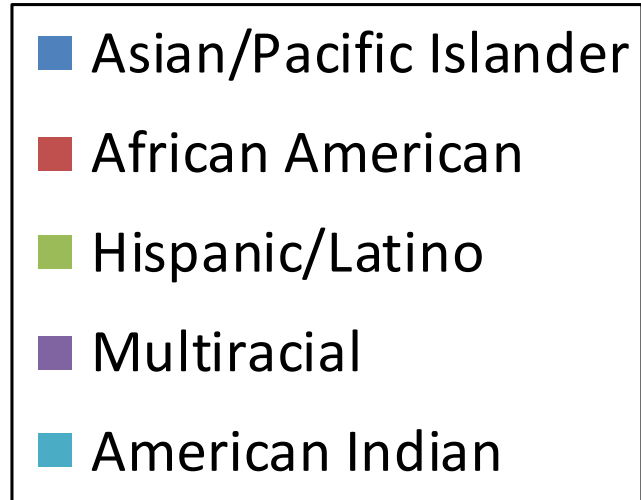 Asian/Pacific Islander
African American
Hispanic/Latino
Multiracial
American Indian